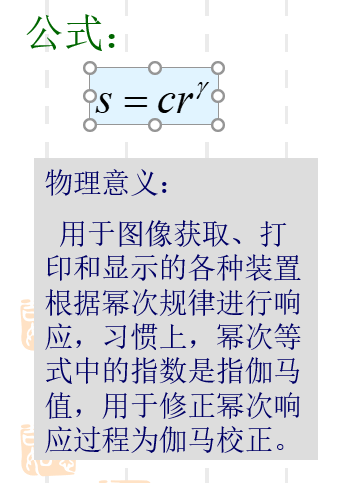 公式：
s = cr^γ
物理意义：
用于图像获取、打
印和显示的各种装置
根据幂次规律进行响
应，习惯上，幂次等
式中的指数是指伽马
值，用于修正幂次响
应过程为伽马校正。